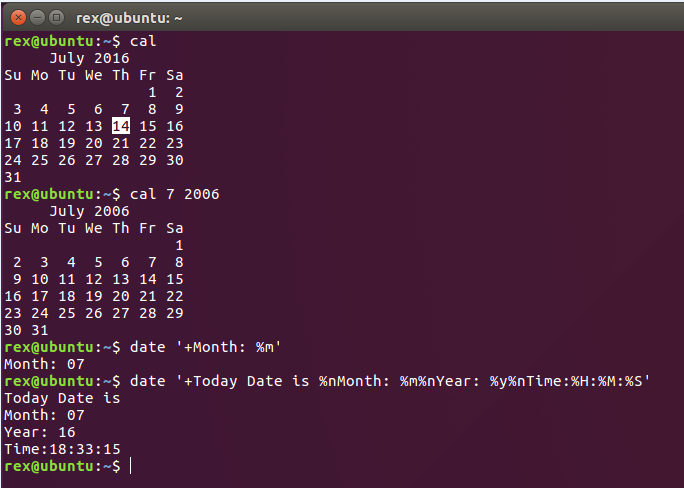 rex@ubuntu: ~
rex@ubuntu:~$ cal
     July 2016
Su Mo Tu We Th Fr Sa
                1  2
 3  4  5  6  7  8  9
10 11 12 13 14 15 16
17 18 19 20 21 22 23
24 25 26 27 28 29 30
31
rex@ubuntu:~$ cal 7 2006
     July 2006
Su Mo Tu We Th Fr Sa
                   1
 2  3  4  5  6  7  8
 9 10 11 12 13 14 15
16 17 18 19 20 21 22
23 24 25 26 27 28 29
30 31
rex@ubuntu:~$ date '+Month: %m'
Month: 07
rex@ubuntu:~$ date '+Today Date is %nMonth: %m%nYear: %y%nTime:%H:%M:%S'
Today Date is
Month: 07
Year: 16
Time:18:33:15
rex@ubuntu:~$